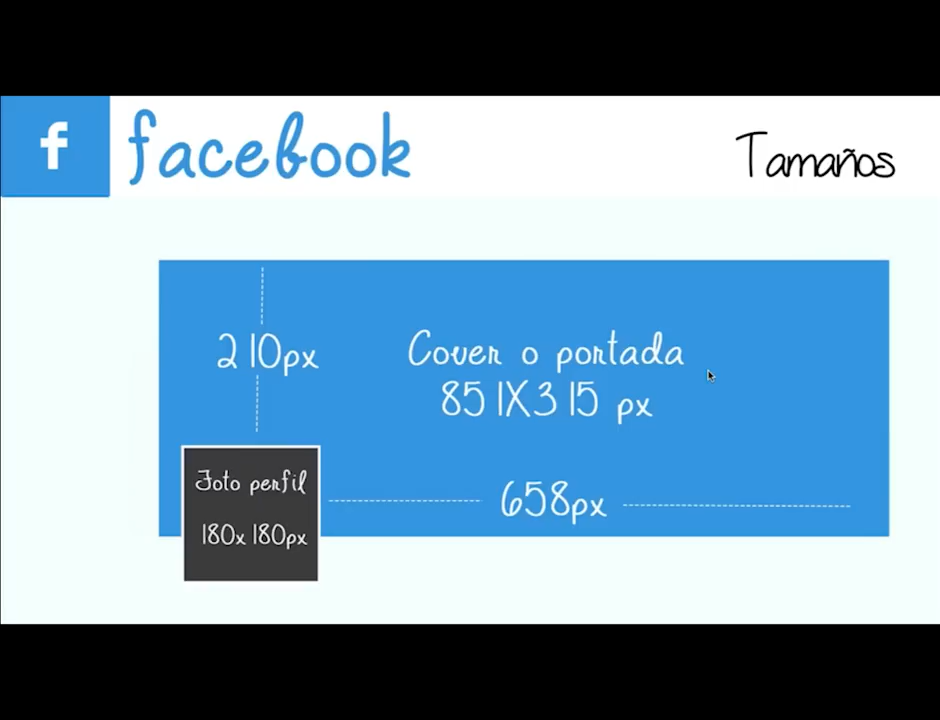 f facebook
Tamaños
210px
Cover o portada
851X315 px
Foto perfil
180x180px
658px